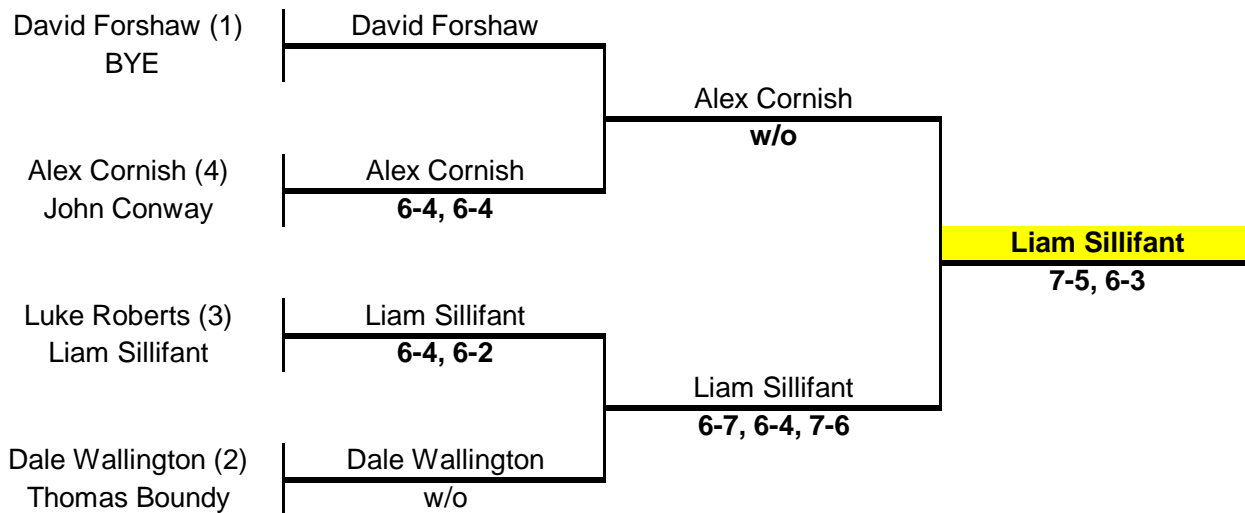 David Forshaw (1)
BYE
David Forshaw
Alex Cornish
w/o
Alex Cornish (4)
John Conway
Alex Cornish
6-4, 6-4
Liam Sillifant
7-5, 6-3
Luke Roberts (3)
Liam Sillifant
Liam Sillifant
6-4, 6-2
Liam Sillifant
6-7, 6-4, 7-6
Dale Wallington (2)
Thomas Boundy
Dale Wallington
w/o